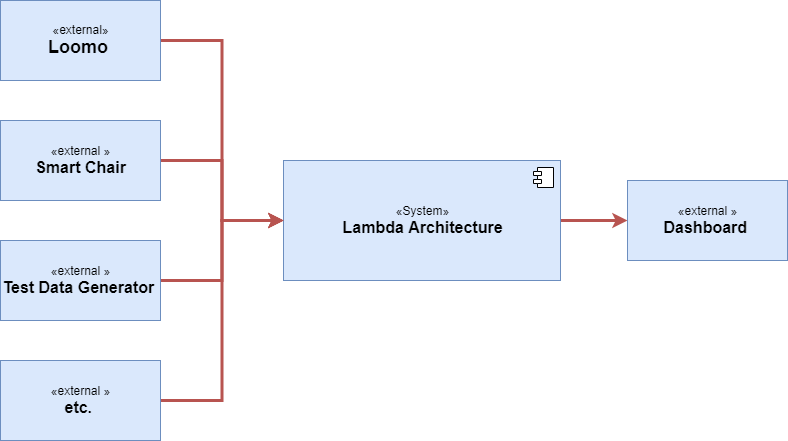 «external»
Loomo
«external »
Smart Chair
«external »
Test Data Generator
«external »
etc.
«System»
Lambda Architecture
«external »
Dashboard